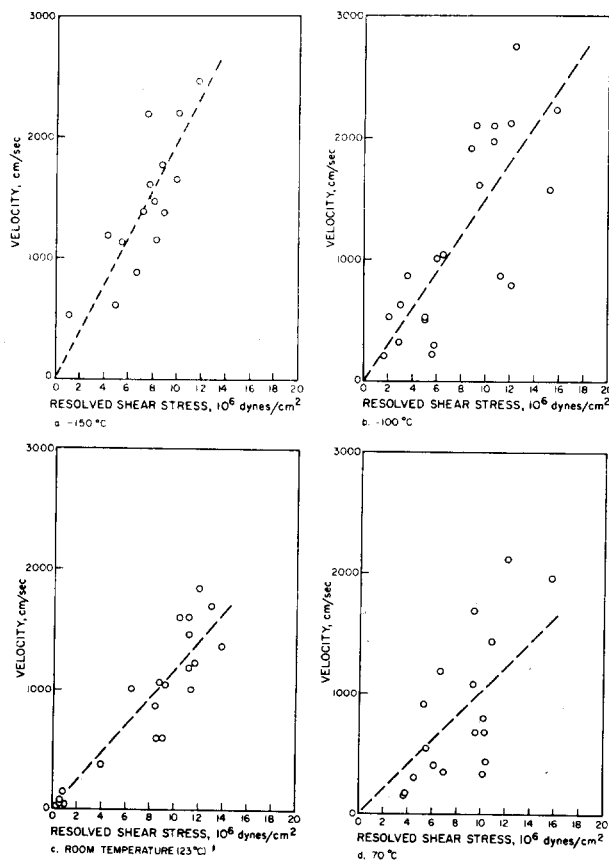 3000
2000
1000
0
VELOCITY, cm/sec
0 2 4 6 8 10 12 14 16 18 20
RESOLVED SHEAR STRESS, 10⁶ dynes/cm²
a. -150 °C
3000
2000
1000
0
VELOCITY, cm/sec
0 2 4 6 8 10 12 14 16 18 20
RESOLVED SHEAR STRESS, 10⁶ dynes/cm²
b. -100 °C
3000
2000
1000
0
VELOCITY, cm/sec
0 2 4 6 8 10 12 14 16 18 20
RESOLVED SHEAR STRESS, 10⁶ dynes/cm²
c. ROOM TEMPERATURE (23°C)
3000
2000
1000
0
VELOCITY, cm/sec
0 2 4 6 8 10 12 14 16 18 20
RESOLVED SHEAR STRESS, 10⁶ dynes/cm²
d. 70 °C